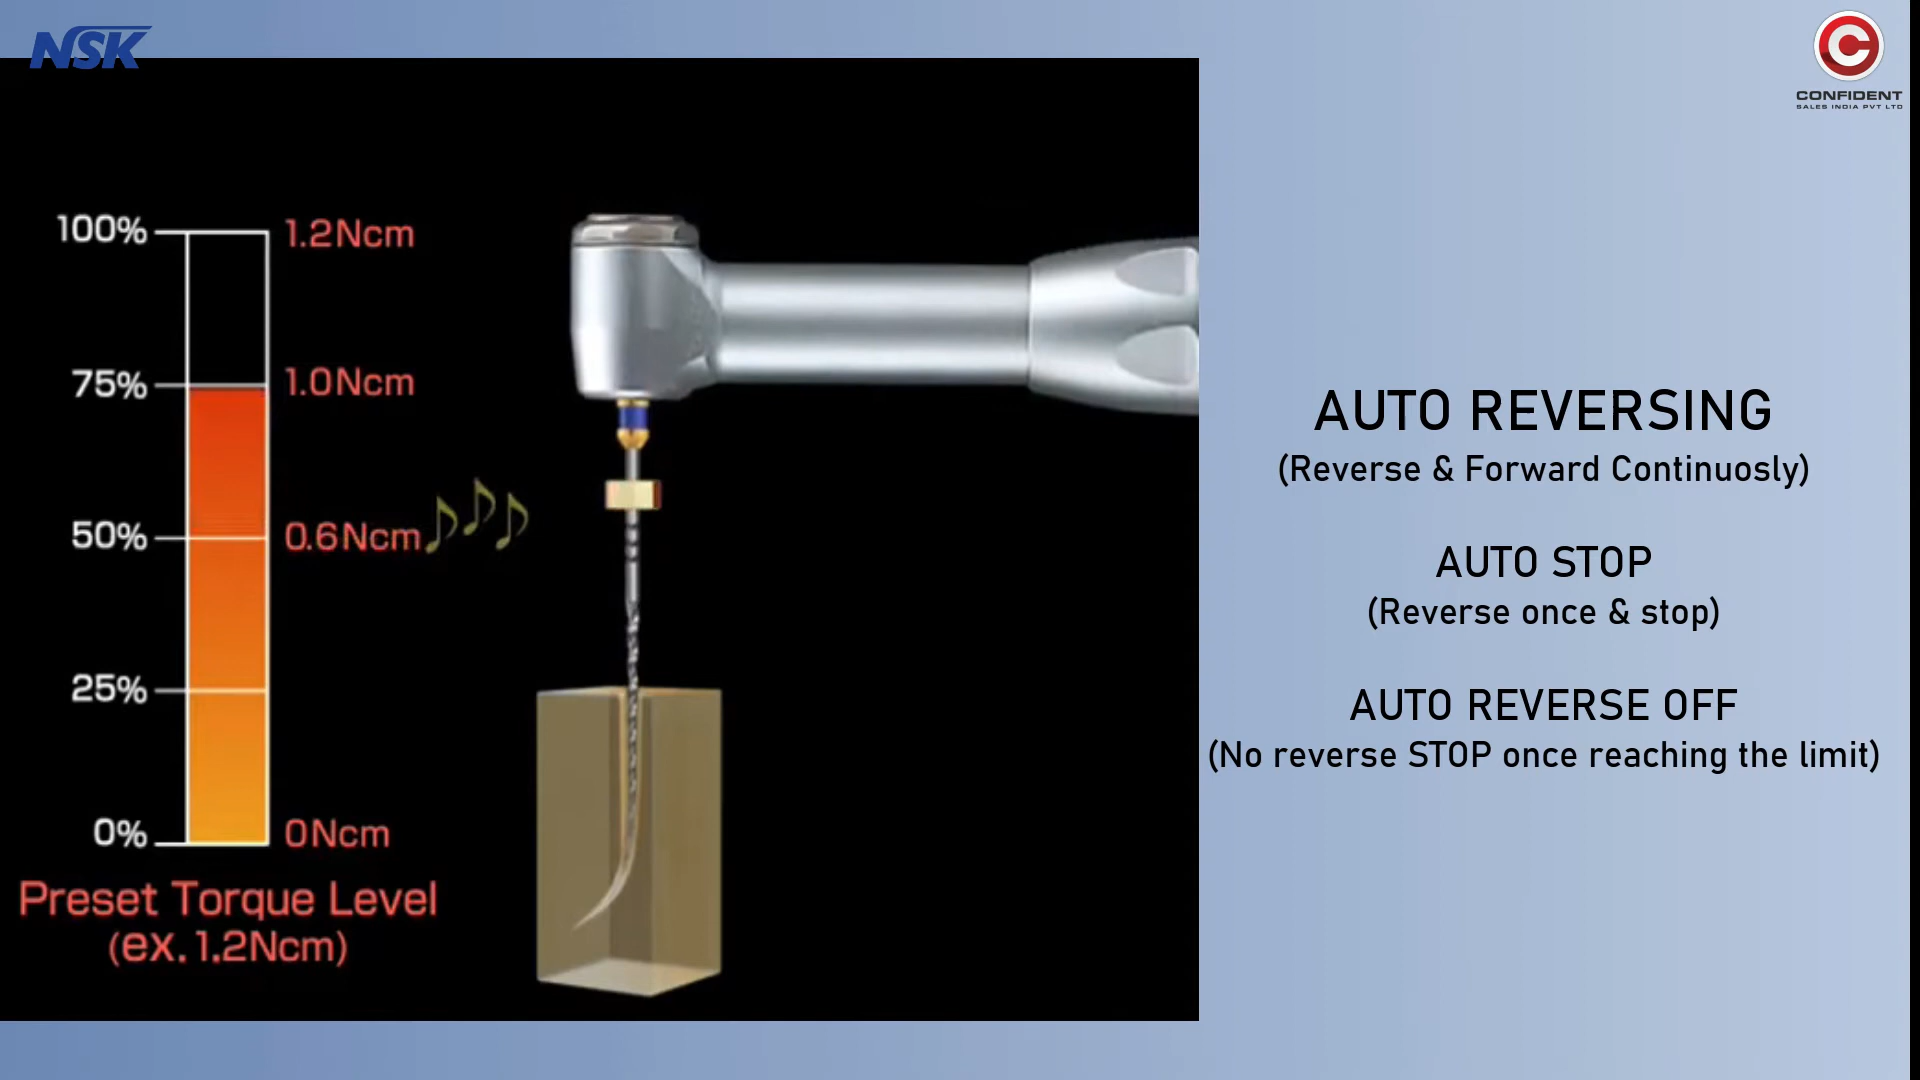 NSK
CONFIDENT
SALES INDIA PVT LTD
100%
1.2Ncm
75%
1.0Ncm
50%
0.6Ncm
25%
0%
0Ncm
Preset Torque Level
(ex.1.2Ncm)
AUTO REVERSING
(Reverse & Forward Continuosly)
AUTO STOP
(Reverse once & stop)
AUTO REVERSE OFF
(No reverse STOP once reaching the limit)